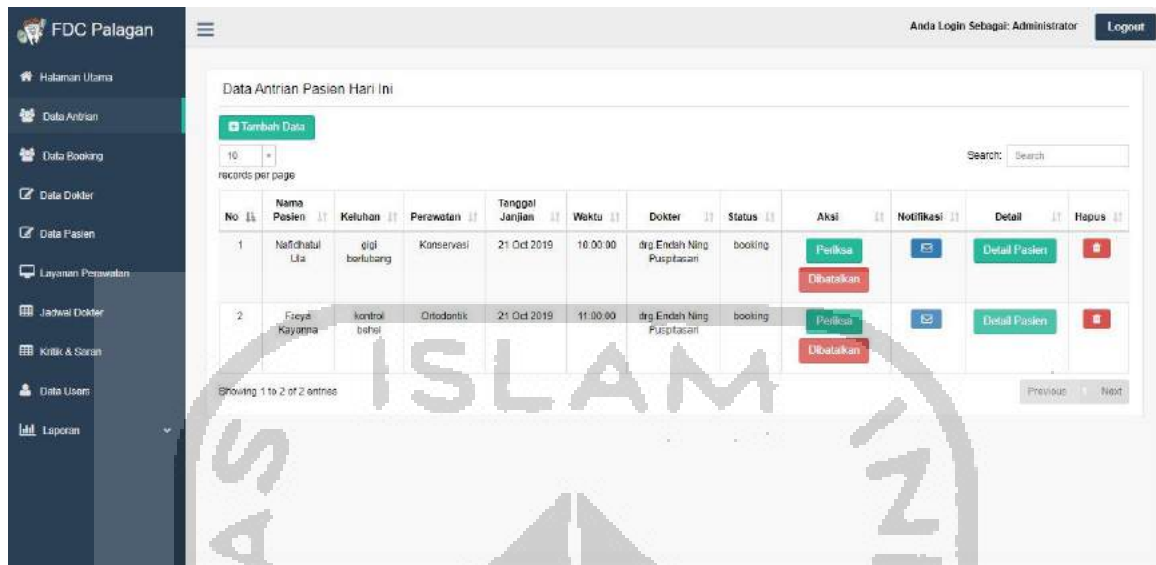 FDC Palagan
Anda Login Sebagai: Administrator
Logout
Halaman Utama
Data Antrian
Data Booking
Data Dokter
Data Pasien
Layanan Perawatan
Jadwal Dokter
Kritik & Saran
Data Users
Laporan
Data Antrian Pasien Hari Ini
Tambah Data
10
records per page
Search: Search
No Nama Pasien Keluhan Perawatan Tanggal Janjian Waktu Dokter Status Aksi Notifikasi Detail Hapus
1 Nafidhatul Ula gigi berlubang Konservasi 21 Oct 2019 10:00:00 drg.Endah Ning Puspitasari booking Periksa Dibatalkan Detail Pasien
2 Freya Kayonna kontrol behel Ortodontik 21 Oct 2019 11:00:00 drg.Endah Ning Puspitasari booking Periksa Dibatalkan Detail Pasien
Showing 1 to 2 of 2 entries
Previous 1 Next
ISLAM